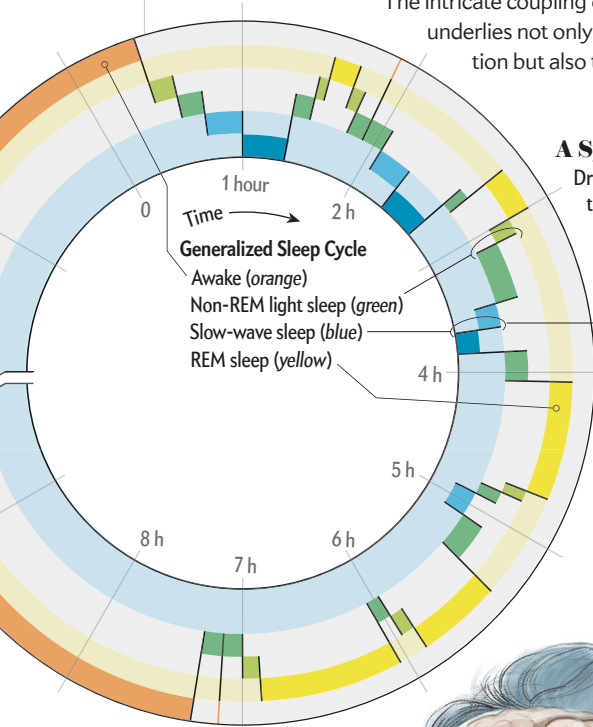 The intricate coupling
underlies not only
tion but also
A S
Dr
t
0
1 hour
2 h
Time
Generalized Sleep Cycle
Awake (orange)
Non-REM light sleep (green)
Slow-wave sleep (blue)
REM sleep (yellow)
4 h
5 h
6 h
7 h
8 h